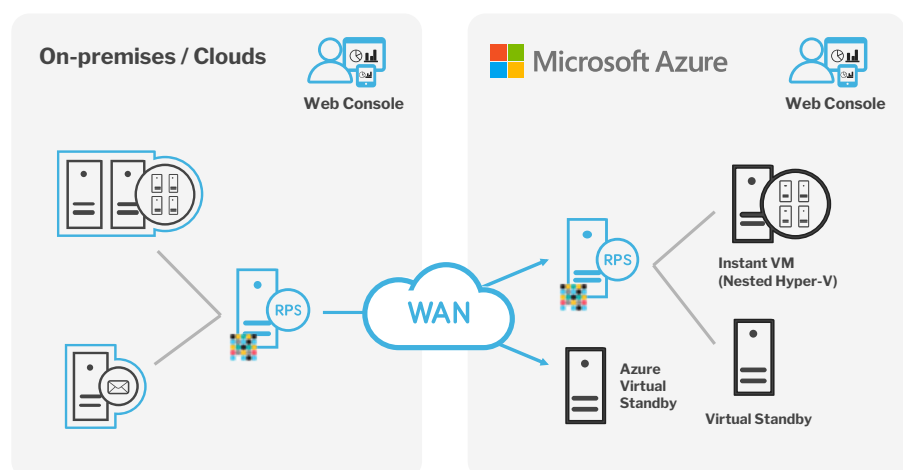 On-premises / Clouds
Web Console
RPS
WAN
Microsoft Azure
Web Console
RPS
Instant VM
(Nested Hyper-V)
Azure
Virtual
Standby
Virtual Standby